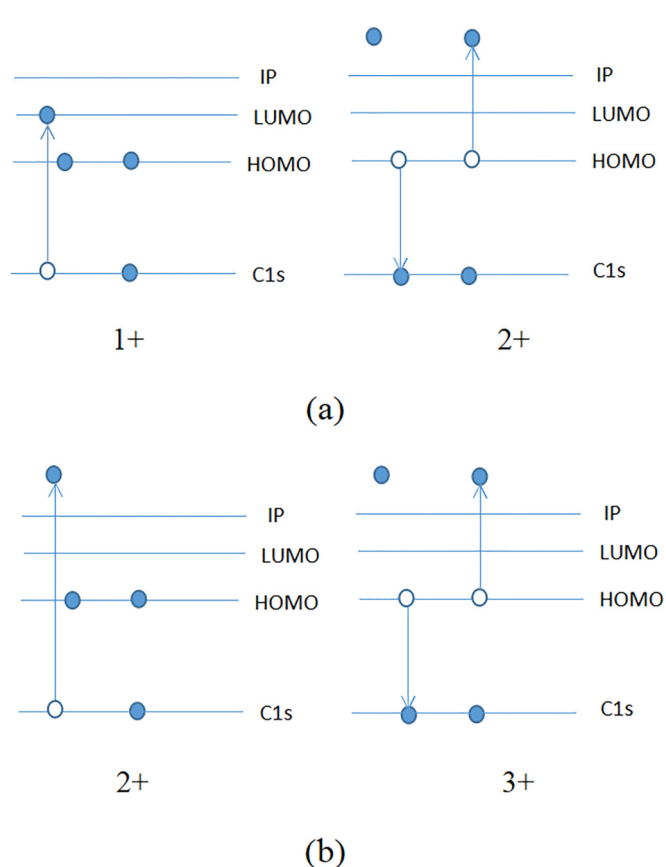 IP
LUMO
HOMO
C1s
1+
IP
LUMO
HOMO
C1s
2+
(a)
IP
LUMO
HOMO
C1s
2+
IP
LUMO
HOMO
C1s
3+
(b)